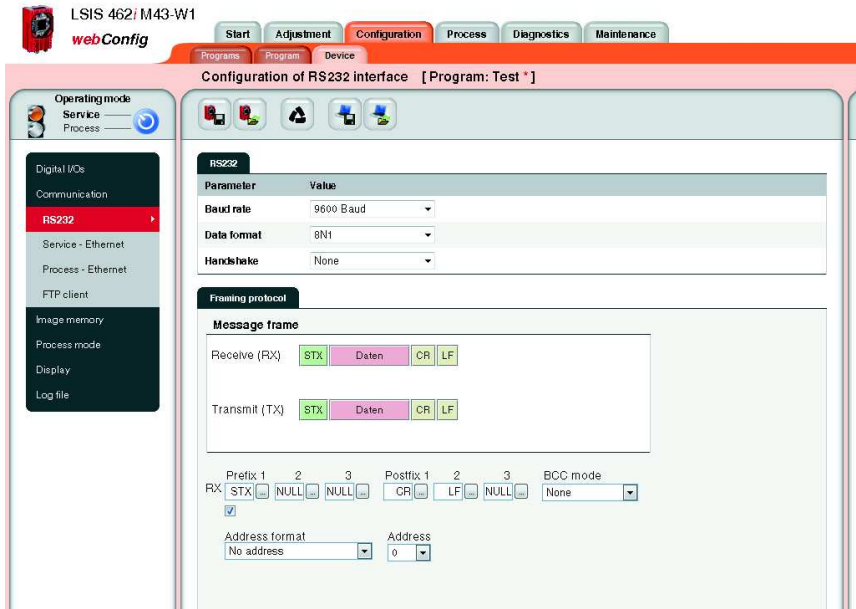 LSIS 462i M43-W1
webConfig
Start Adjustment Configuration Process Diagnostics Maintenance
Programs Program Device
Configuration of RS232 interface [Program: Test *]
Operating mode
Service
Process
Digital I/Os
Communication
RS232
Service - Ethernet
Process - Ethernet
FTP client
Image memory
Process mode
Display
Log file
RS232
Parameter Value
Baud rate 9600 Baud
Data format 8N1
Handshake None
Framing protocol
Message frame
Receive (RX) STX Daten CR LF
Transmit (TX) STX Daten CR LF
Prefix 1 2 3 Postfix 1 2 3 BCC mode
RX STX ... NULL ... NULL ... CR ... LF ... NULL ... None
Address format Address
No address 0